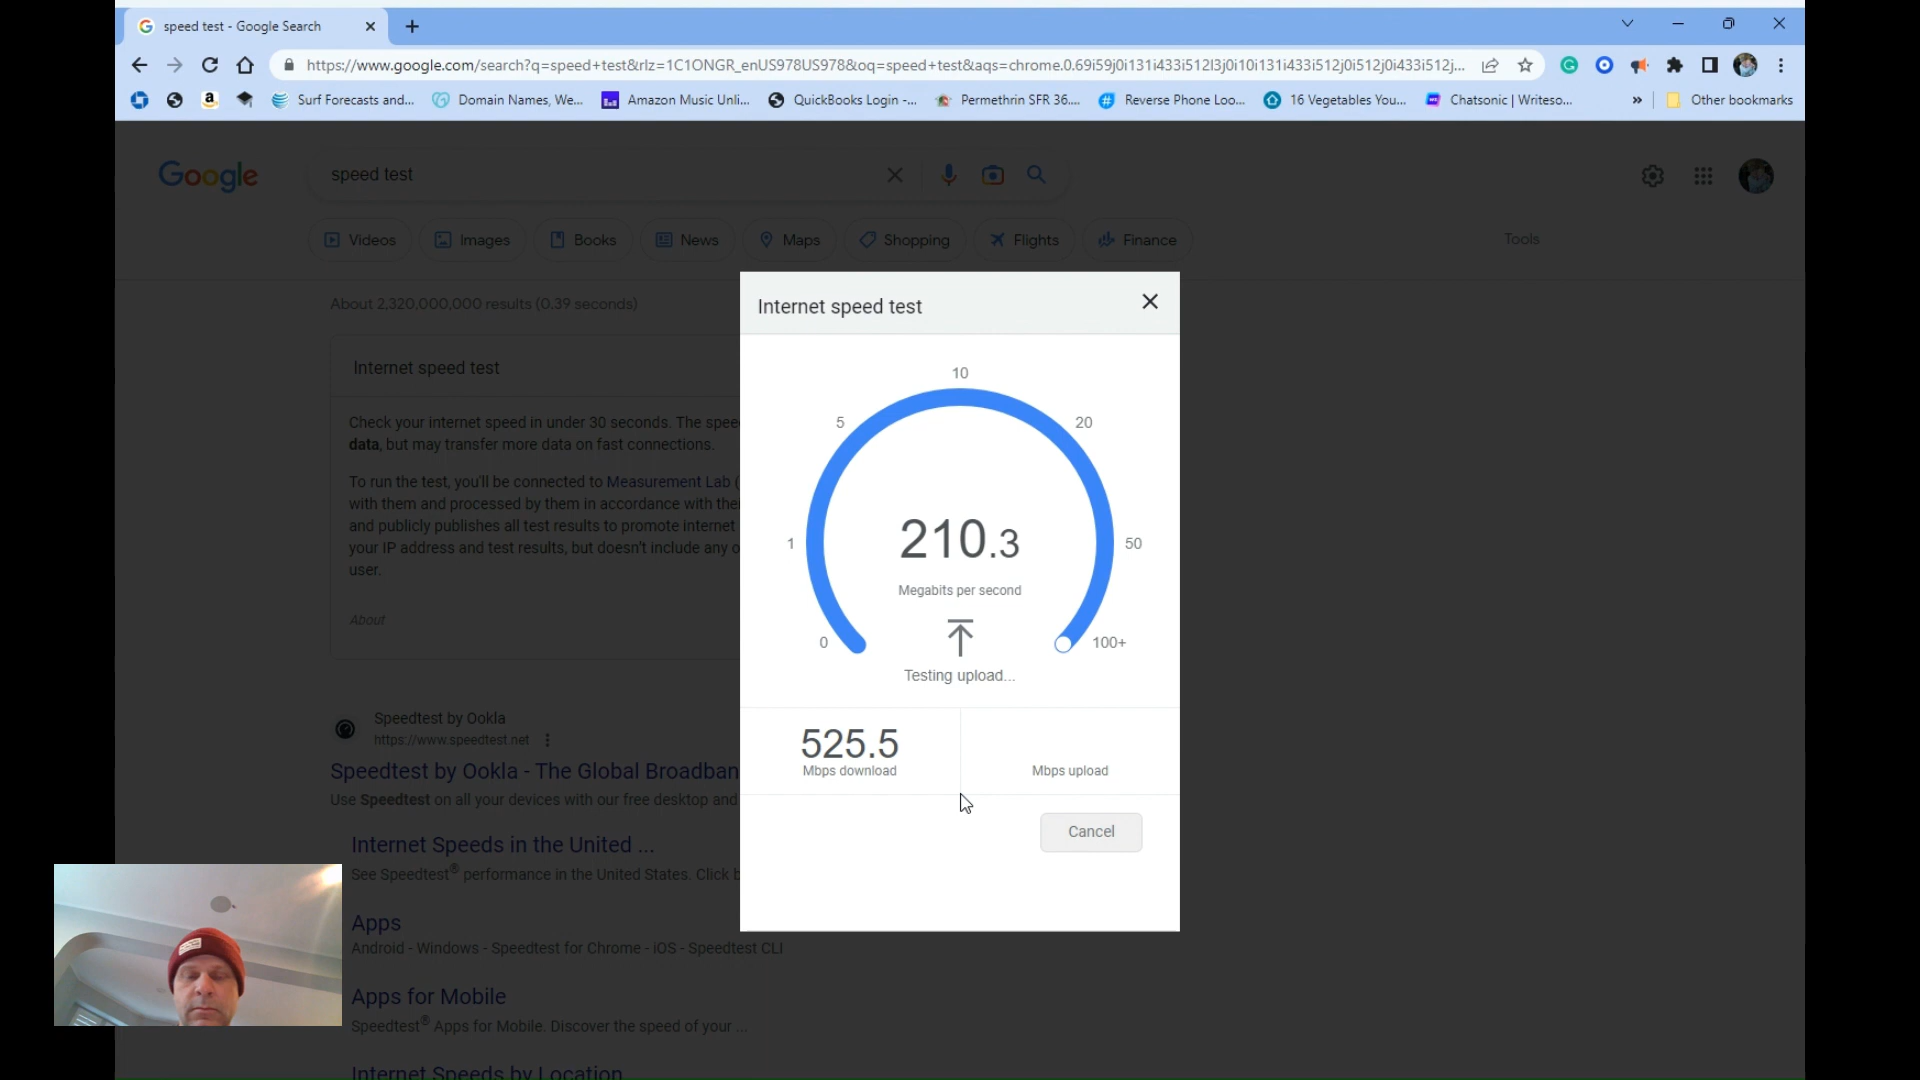 speed test - Google Search
https://www.google.com/search?q=speed+test&rlz=1C1ONGR_enUS978US978&oq=speed+test&aqs=chrome.0.69i59j0i131i433i512l3j0i10i131i433i512j0i512j0i433i512j...
Surf Forecasts and...
Domain Names, We...
Amazon Music Unli...
QuickBooks Login -...
Permethrin SFR 36....
Reverse Phone Loo...
16 Vegetables You...
Chatsonic | Writeso...
»
Other bookmarks
Google
speed test
Videos
Images
Books
News
Maps
Shopping
Flights
Finance
Tools
About 2,320,000,000 results (0.39 seconds)
Internet speed test
Check your internet speed in under 30 seconds. The spee
data, but may transfer more data on fast connections.
To run the test, you'll be connected to Measurement Lab (
with them and processed by them in accordance with thei
and publicly publishes all test results to promote internet
your IP address and test results, but doesn't include any o
user.
About
Speedtest by Ookla
https://www.speedtest.net
Speedtest by Ookla - The Global Broadban
Use Speedtest on all your devices with our free desktop and
Internet Speeds in the United ...
See Speedtest® performance in the United States. Click b
Apps
Android - Windows - Speedtest for Chrome - iOS - Speedtest CLI
Apps for Mobile
Speedtest® Apps for Mobile. Discover the speed of your ...
Internet Speeds by Location
Internet speed test
10
5
20
1
50
0
100+
210.3
Megabits per second
Testing upload...
525.5
Mbps download
Mbps upload
Cancel